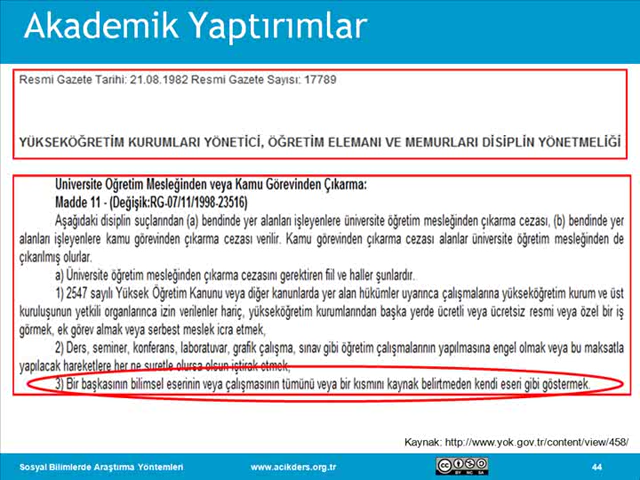 Akademik Yaptırımlar
Resmi Gazete Tarihi: 21.08.1982 Resmi Gazete Sayısı: 17789
YÜKSEKÖĞRETİM KURUMLARI YÖNETİCİ, ÖĞRETİM ELEMANI VE MEMURLARI DİSİPLİN YÖNETMELİĞİ
Üniversite Öğretim Mesleğinden veya Kamu Görevinden Çıkarma:
Madde 11 - (Değişik:RG-07/11/1998-23516)
Aşağıdaki disiplin suçlarından (a) bendinde yer alanları işleyenlere üniversite öğretim mesleğinden çıkarma cezası, (b) bendinde yer
alanları işleyenlere kamu görevinden çıkarma cezası verilir. Kamu görevinden çıkarma cezası alanlar üniversite öğretim mesleğinden de
çıkarılmış olurlar.
a) Üniversite öğretim mesleğinden çıkarma cezasını gerektiren fiil ve haller şunlardır.
1) 2547 sayılı Yüksek Öğretim Kanunu veya diğer kanunlarda yer alan hükümler uyarınca çalışmalarına yükseköğretim kurum ve üst
kuruluşunun yetkili organlarınca izin verilenler hariç, yükseköğretim kurumlarından başka yerde ücretli veya ücretsiz resmi veya özel bir iş
görmek, ek görev almak veya serbest meslek icra etmek,
2) Ders, seminer, konferans, laboratuvar, grafik çalışma, sınav gibi öğretim çalışmalarının yapılmasına engel olmak veya bu maksatla
yapılacak hareketlere her ne suretle olursa olsun iştirak etmek,
3) Bir başkasının bilimsel eserinin veya çalışmasının tümünü veya bir kısmını kaynak belirtmeden kendi eseri gibi göstermek.
Kaynak: http://www.yok.gov.tr/content/view/458/
Sosyal Bilimlerde Araştırma Yöntemleri www.acikders.org.tr cc BY NC SA 44